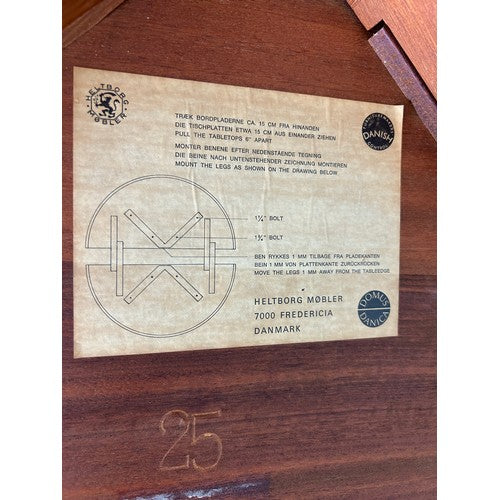 HELTBORG
MØBLER
TRÆK BORDPLADERNE CA. 15 CM FRA HINANDEN
DIE TISCHPLATTEN ETWA 15 CM AUS EINANDER ZIEHEN
PULL THE TABLETOPS 6" APART
MONTER BENENE EFTER NEDENSTÅENDE TEGNING
DIE BEINE NACH UNTENSTEHENDER ZEICHNUNG MONTIEREN
MOUNT THE LEGS AS SHOWN ON THE DRAWING BELOW
DANISH
CONTROL
1¼" BOLT
1¾" BOLT
BEN RYKKES 1 MM TILBAGE FRA PLADEKANTEN
BEIN 1 MM VON PLATTENKANTE ZURÜCKRÜCKEN
MOVE THE LEGS 1 MM AWAY FROM THE TABLEEDGE
HELTBORG MØBLER
7000 FREDERICIA
DANMARK
DOMUS
DANICA
25